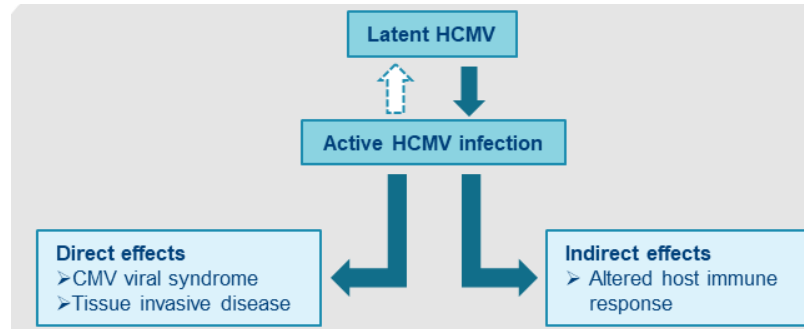 Latent HCMV
Active HCMV infection
Direct effects
➢CMV viral syndrome
➢Tissue invasive disease
Indirect effects
➢ Altered host immune
response